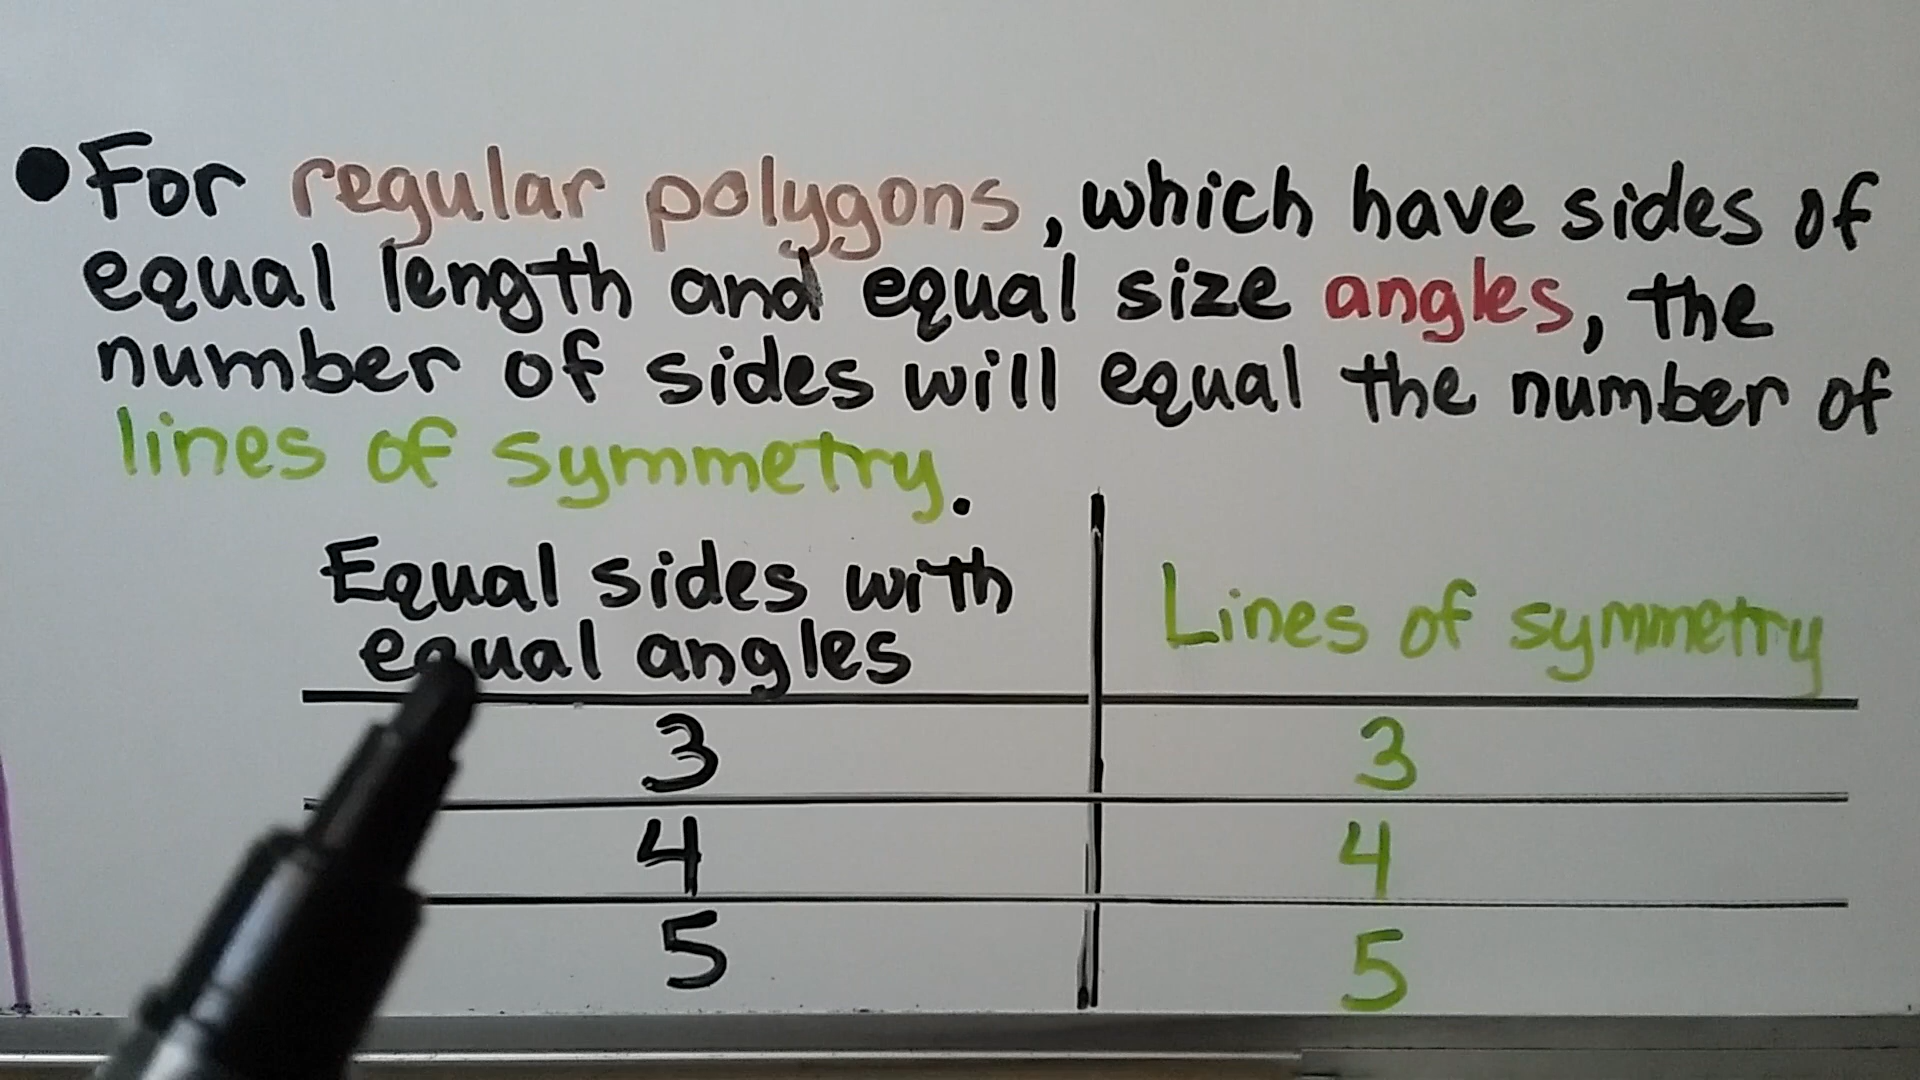 • For regular polygons, which have sides of
equal length and equal size angles, the
number of sides will equal the number of
lines of symmetry.
Equal sides with
equal angles
Lines of symmetry
3 3
4 4
5 5